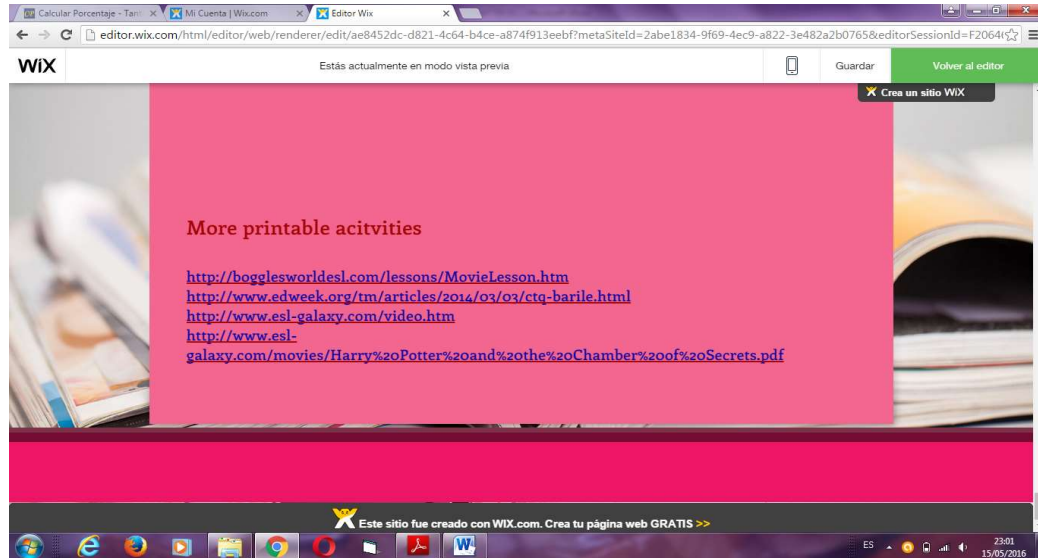 Calcular Porcentaje - Tant
Mi Cuenta | Wix.com
Editor Wix
editor.wix.com/html/editor/web/renderer/edit/ae8452dc-d821-4c64-b4ce-a874f913eebf?metaSiteId=2abe1834-9f69-4ec9-a822-3e482a2b0765&editorSessionId=F2064
WiX
Estás actualmente en modo vista previa
Guardar
Volver al editor
Crea un sitio WiX
More printable acitvities
http://bogglesworldesl.com/lessons/MovieLesson.htm
http://www.edweek.org/tm/articles/2014/03/03/ctq-barile.html
http://www.esl-galaxy.com/video.htm
http://www.esl-
galaxy.com/movies/Harry%20Potter%20and%20the%20Chamber%20of%20Secrets.pdf
Este sitio fue creado con WIX.com. Crea tu página web GRATIS >>
ES
23:01
15/05/2016